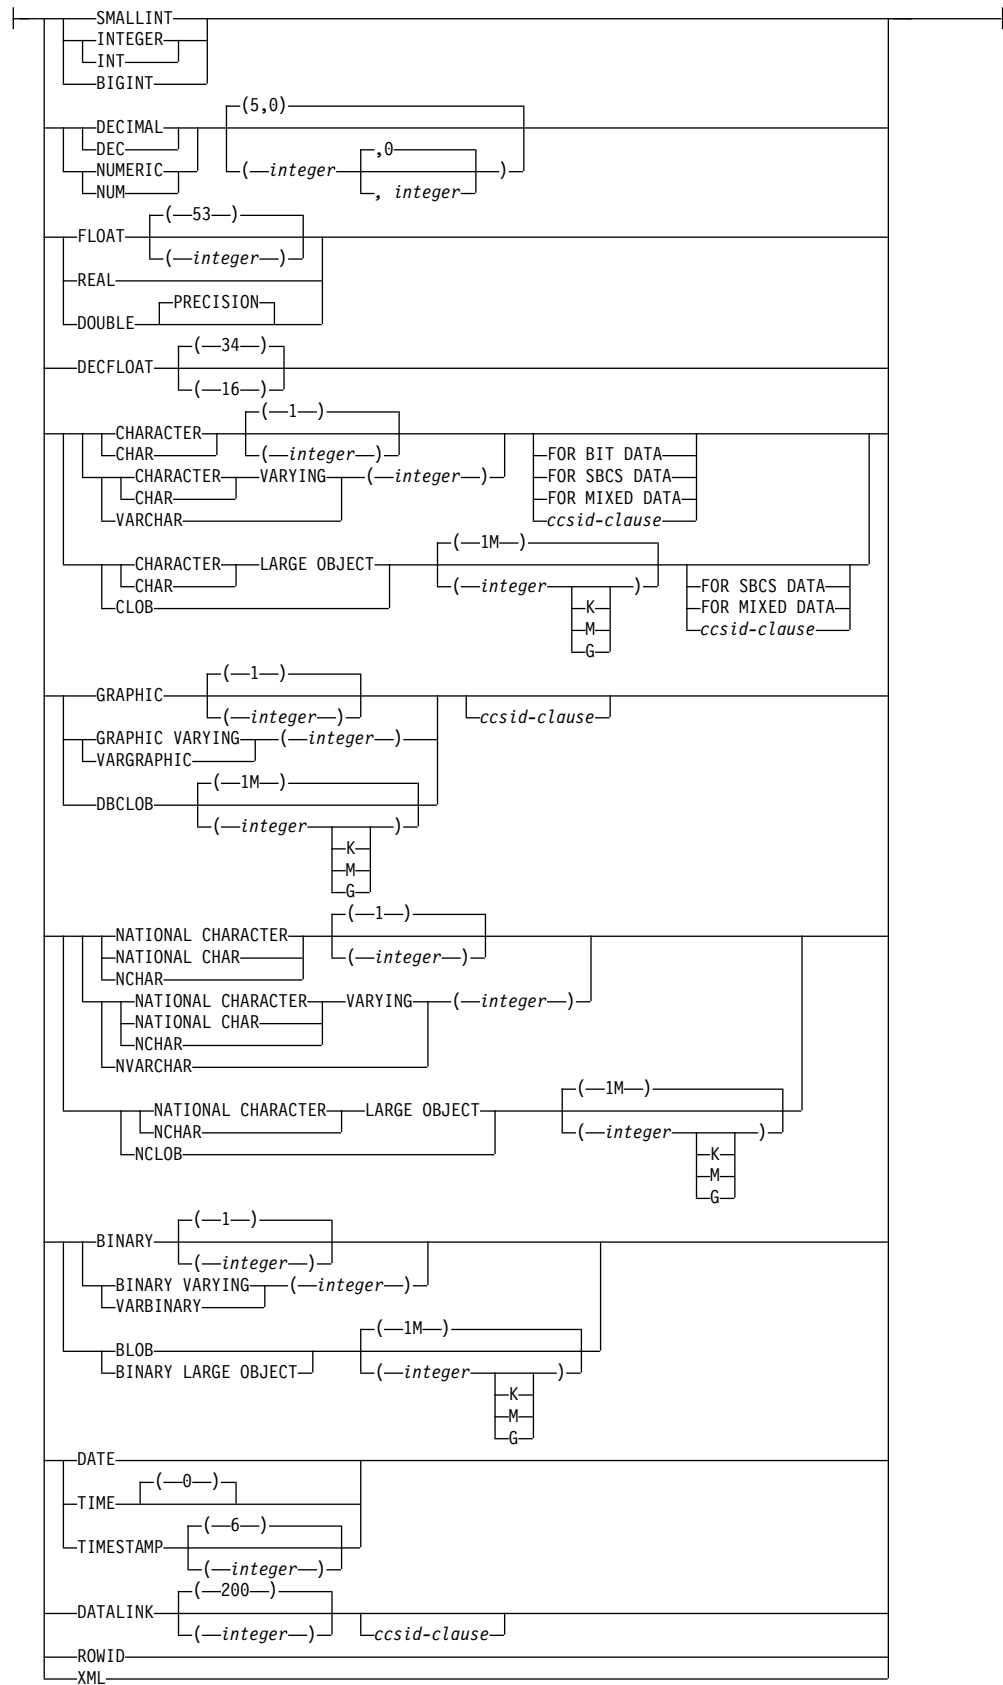 SMALLINT
INTEGER
INT
BIGINT
(5,0)
DECIMAL
DEC
NUMERIC ( integer ,0 )
NUM , integer
( 53 )
FLOAT
( integer )
REAL
PRECISION
DOUBLE
( 34 )
DECFLOAT
( 16 )
( 1 )
CHARACTER
CHAR ( integer ) FOR BIT DATA
CHARACTER VARYING ( integer ) FOR SBCS DATA
CHAR FOR MIXED DATA
VARCHAR ccsid-clause
( 1M )
CHARACTER LARGE OBJECT
CHAR ( integer ) FOR SBCS DATA
CLOB K FOR MIXED DATA
M ccsid-clause
G
( 1 )
GRAPHIC
( integer ) ccsid-clause
GRAPHIC VARYING ( integer )
VARGRAPHIC
( 1M )
DBCLOB
( integer )
K
M
G
( 1 )
NATIONAL CHARACTER
NATIONAL CHAR ( integer )
NCHAR
NATIONAL CHARACTER VARYING ( integer )
NATIONAL CHAR
NCHAR
NVARCHAR
( 1M )
NATIONAL CHARACTER LARGE OBJECT
NCHAR ( integer )
NCLOB K
M
G
( 1 )
BINARY
( integer )
BINARY VARYING ( integer )
VARBINARY
( 1M )
BLOB
BINARY LARGE OBJECT ( integer )
K
M
G
DATE
( 0 )
TIME
( 6 )
TIMESTAMP
( integer )
( 200 )
DATALINK
( integer ) ccsid-clause
ROWID
XML